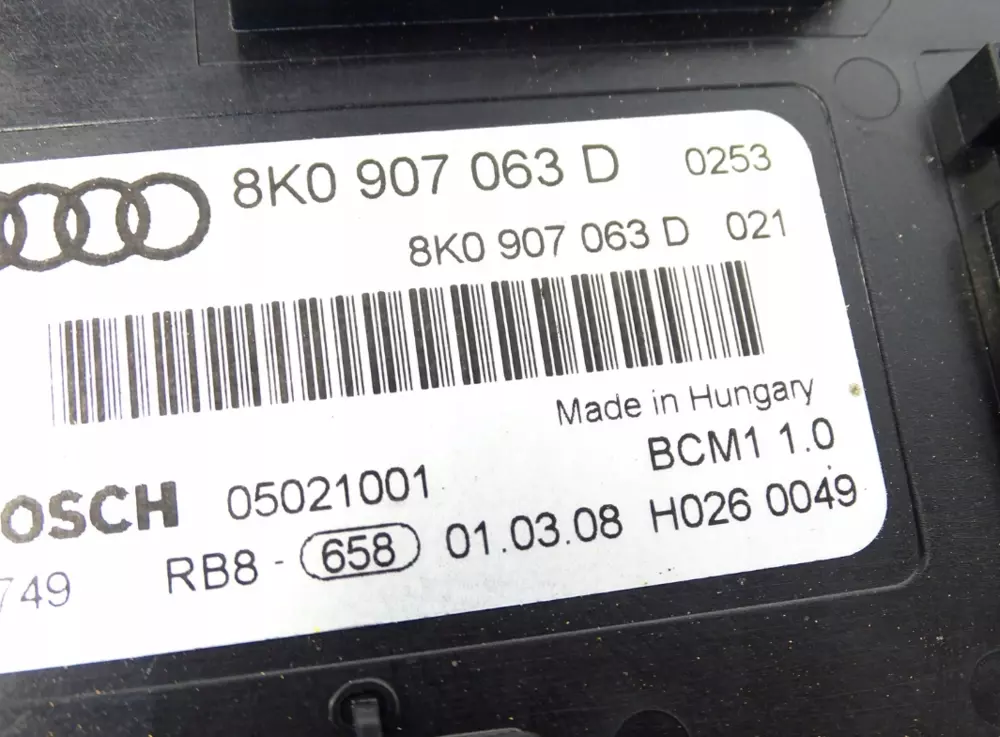 8K0 907 063 D 0253
8K0 907 063 D 021
Made in Hungary
BCM1 1.0
OSCH 05021001
749 RB8 - 658 01.03.08 H026 0049